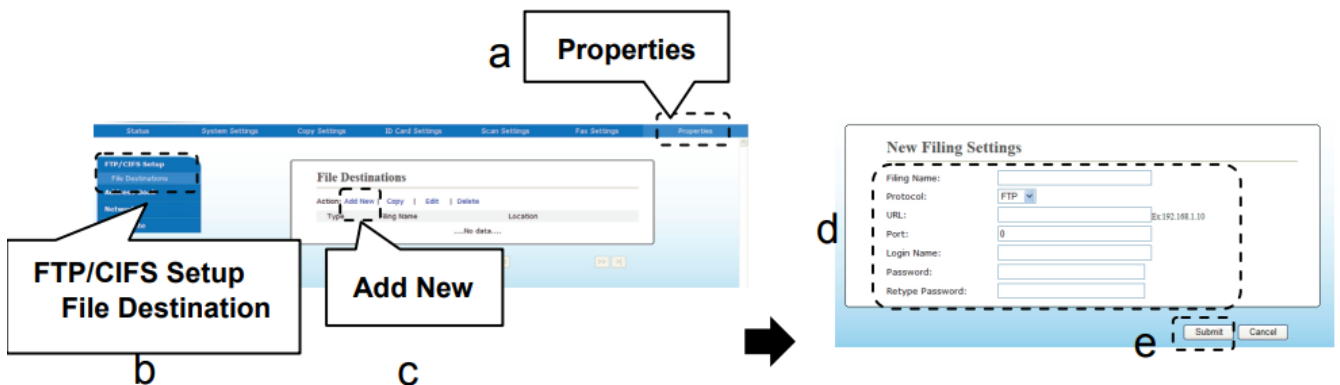 a
Properties
Status System Settings Copy Settings ID Card Settings Scan Settings Fax Settings Properties
FTP/CIFS Setup
File Destinations
File Destinations
Action: Add New | Copy | Edit | Delete
Type Filing Name Location
....No data....
FTP/CIFS Setup
File Destination
b
Add New
c
New Filing Settings
d
Filing Name:
Protocol: FTP
URL: Ex:192.168.1.10
Port: 0
Login Name:
Password:
Retype Password:
e
Submit Cancel